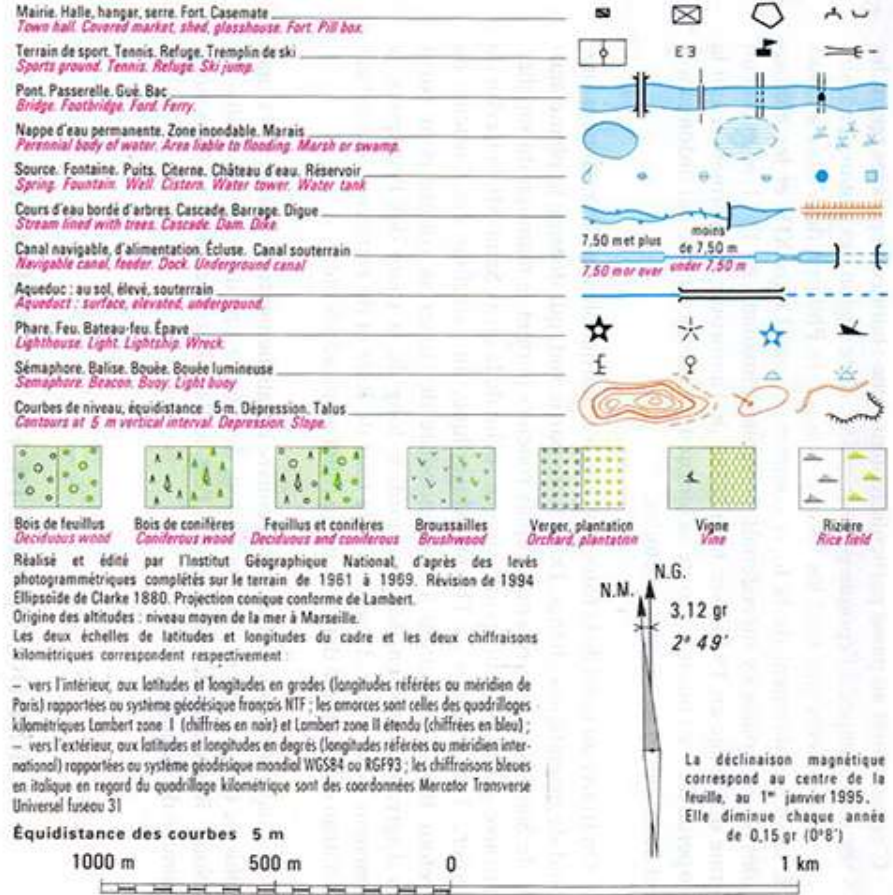 Mairie. Halle, hangar, serre. Fort. Casemate
Town hall. Covered market, shed, glasshouse. Fort. Pill box.
Terrain de sport. Tennis. Refuge. Tremplin de ski
Sports ground. Tennis. Refuge. Ski jump.
Pont. Passerelle. Gué. Bac
Bridge. Footbridge. Ford. Ferry.
Nappe d'eau permanente. Zone inondable. Marais
Perennial body of water. Area liable to flooding. Marsh or swamp.
Source. Fontaine. Puits. Citerne. Château d'eau. Réservoir
Spring. Fountain. Well. Cistern. Water tower. Water tank
Cours d'eau bordé d'arbres. Cascade. Barrage. Digue
Stream lined with trees. Cascade. Dam. Dike
Canal navigable, d'alimentation. Écluse. Canal souterrain
Navigable canal, feeder. Dock. Underground canal
7,50 m et plus
7,50 m or over
moins
de 7,50 m
under 7,50 m
Aqueduc : au sol, élevé, souterrain
Aqueduct : surface, elevated, underground.
Phare. Feu. Bateau-feu. Épave
Lighthouse. Light. Lightship. Wreck.
Sémaphore. Balise. Bouée. Bouée lumineuse
Semaphore. Beacon. Buoy. Light buoy
Courbes de niveau, équidistance 5 m. Dépression. Talus
Contours at 5 m vertical interval. Depression. Slope.
Bois de feuillus
Deciduous wood
Bois de conifères
Coniferous wood
Feuillus et conifères
Deciduous and coniferous
Broussailles
Brushwood
Verger, plantation
Orchard, plantation
Vigne
Vine
Rizière
Rice field
Réalisé et édité par l'Institut Géographique National, d'après des levés
photogrammétriques complétés sur le terrain de 1961 à 1969. Révision de 1994
Ellipsoïde de Clarke 1880. Projection conique conforme de Lambert.
Origine des altitudes : niveau moyen de la mer à Marseille.
Les deux échelles de latitudes et longitudes du cadre et les deux chiffraisons
kilométriques correspondent respectivement :
– vers l'intérieur, aux latitudes et longitudes en grades (longitudes référées au méridien de
Paris) rapportées au système géodésique français NTF ; les amorces sont celles des quadrillages
kilométriques Lambert zone I (chiffrées en noir) et Lambert zone II étendu (chiffrées en bleu) ;
– vers l'extérieur, aux latitudes et longitudes en degrés (longitudes référées au méridien inter-
national) rapportées au système géodésique mondial WGS84 ou RGF93 ; les chiffraisons bleues
en italique en regard du quadrillage kilométrique sont des coordonnées Mercator Transverse
Universel fuseau 31
N.M.
N.G.
3,12 gr
2° 49'
La déclinaison magnétique
correspond au centre de la
feuille, au 1er janvier 1995.
Elle diminue chaque année
de 0,15 gr (0°8')
Équidistance des courbes 5 m
1000 m 500 m 0 1 km